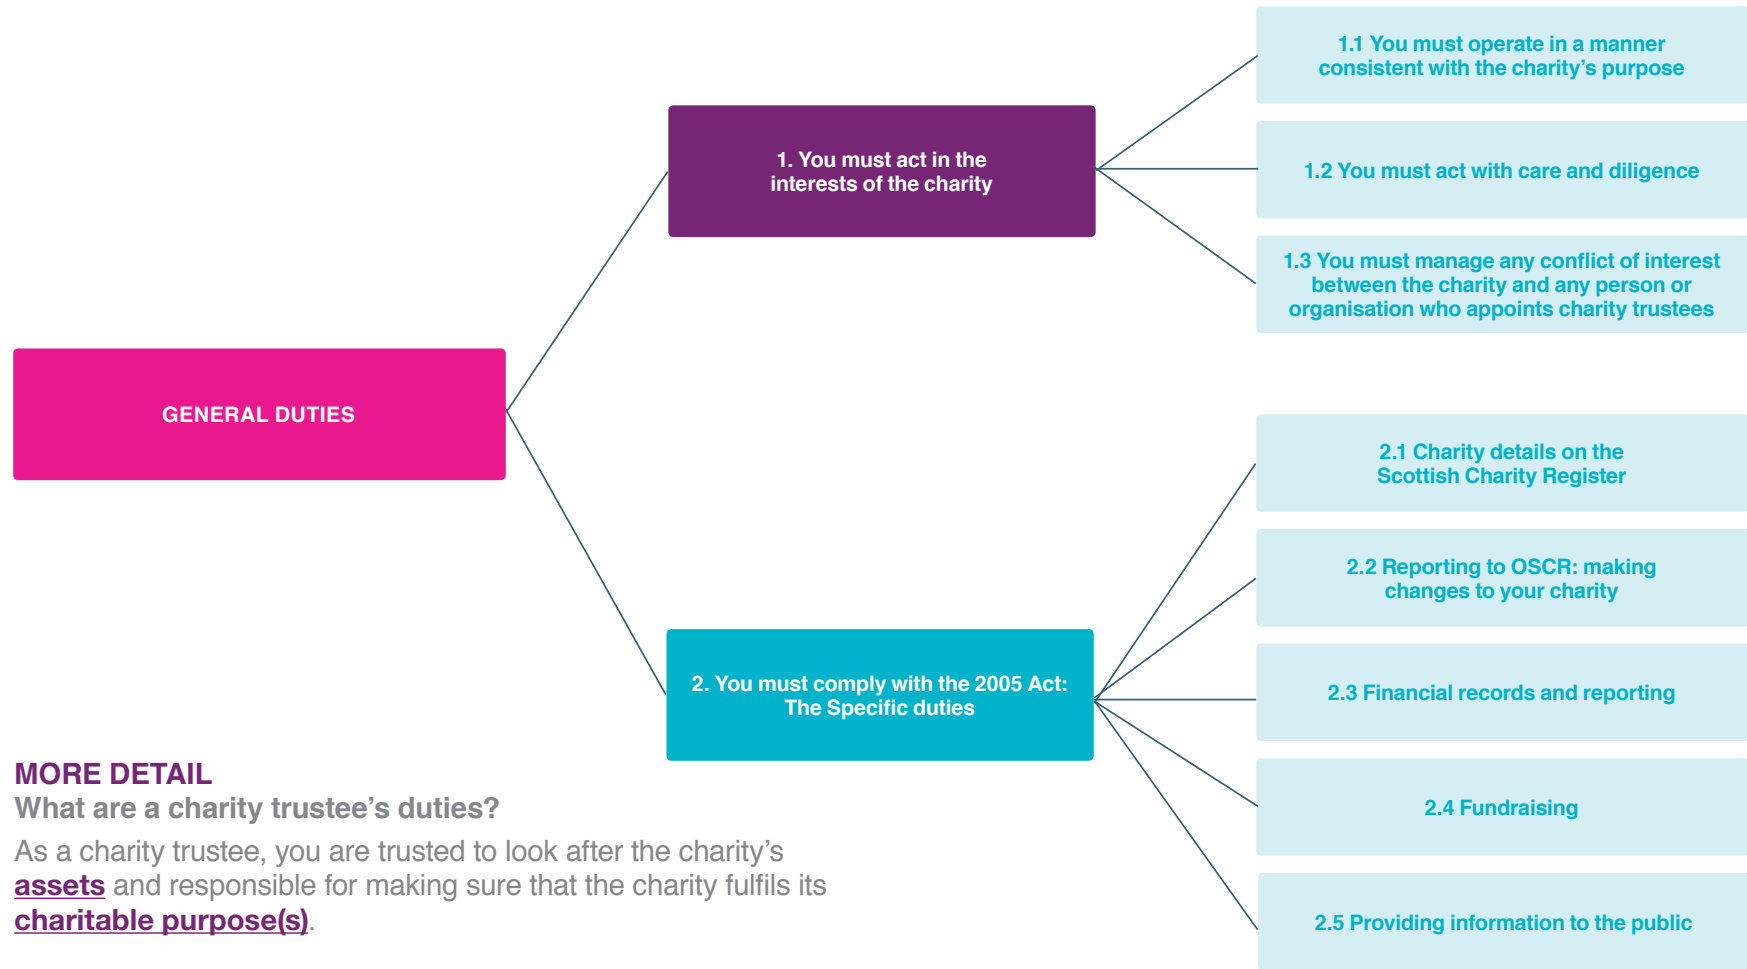 GENERAL DUTIES
1. You must act in the
interests of the charity
1.1 You must operate in a manner
consistent with the charity’s purpose
1.2 You must act with care and diligence
1.3 You must manage any conflict of interest
between the charity and any person or
organisation who appoints charity trustees
2. You must comply with the 2005 Act:
The Specific duties
2.1 Charity details on the
Scottish Charity Register
2.2 Reporting to OSCR: making
changes to your charity
2.3 Financial records and reporting
2.4 Fundraising
2.5 Providing information to the public
MORE DETAIL
What are a charity trustee’s duties?
As a charity trustee, you are trusted to look after the charity’s
assets and responsible for making sure that the charity fulfils its
charitable purpose(s).